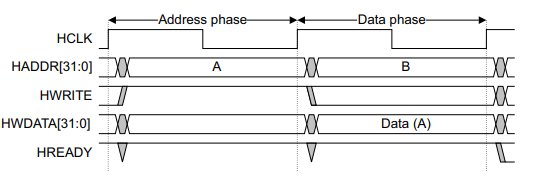 Address phase Data phase
HCLK
HADDR[31:0] A B
HWRITE
HWDATA[31:0] Data (A)
HREADY